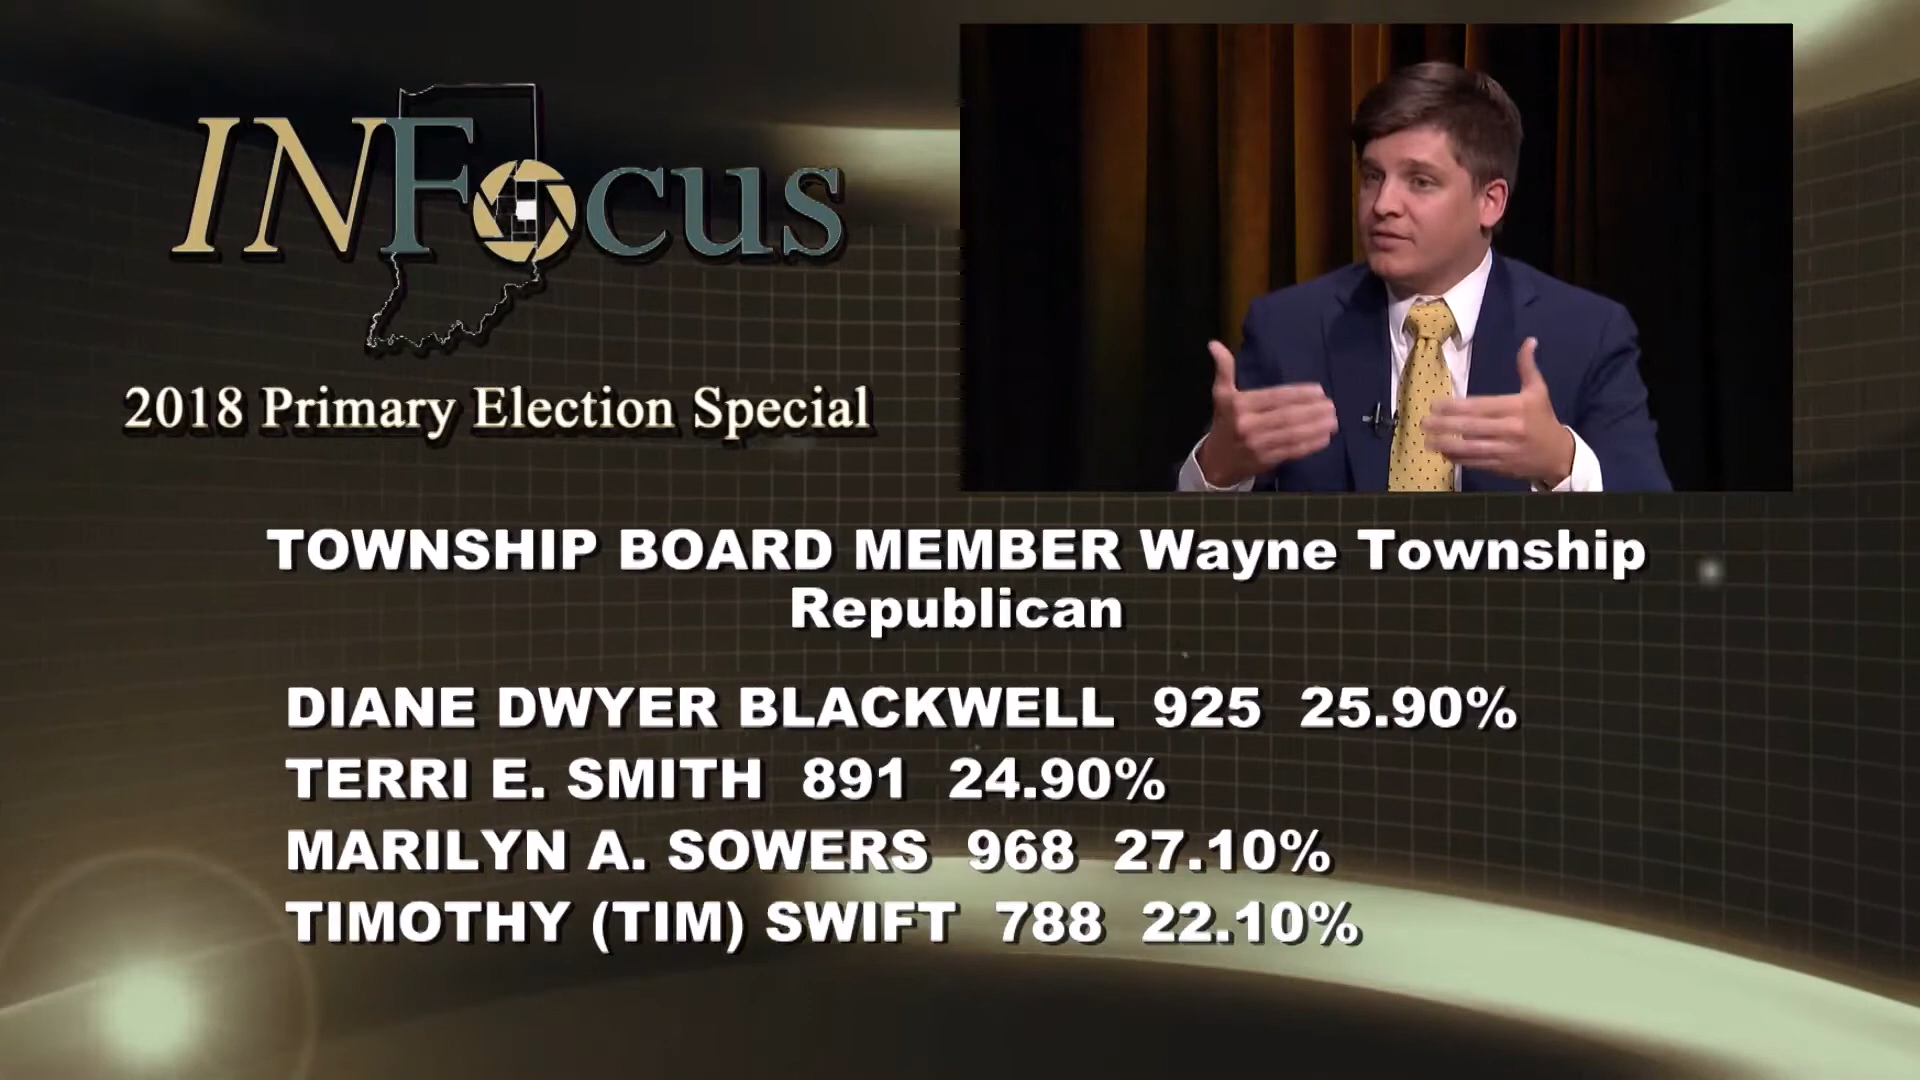 INFocus
2018 Primary Election Special
TOWNSHIP BOARD MEMBER Wayne Township
Republican
DIANE DWYER BLACKWELL 925 25.90%
TERRI E. SMITH 891 24.90%
MARILYN A. SOWERS 968 27.10%
TIMOTHY (TIM) SWIFT 788 22.10%